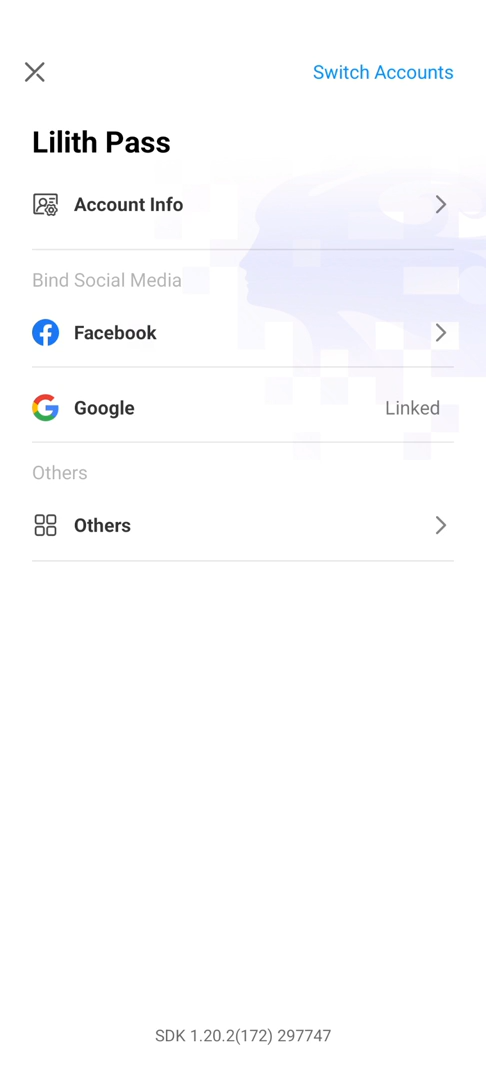 Switch Accounts
Lilith Pass
Account Info
Bind Social Media
Facebook
Google Linked
Others
Others
SDK 1.20.2(172) 297747